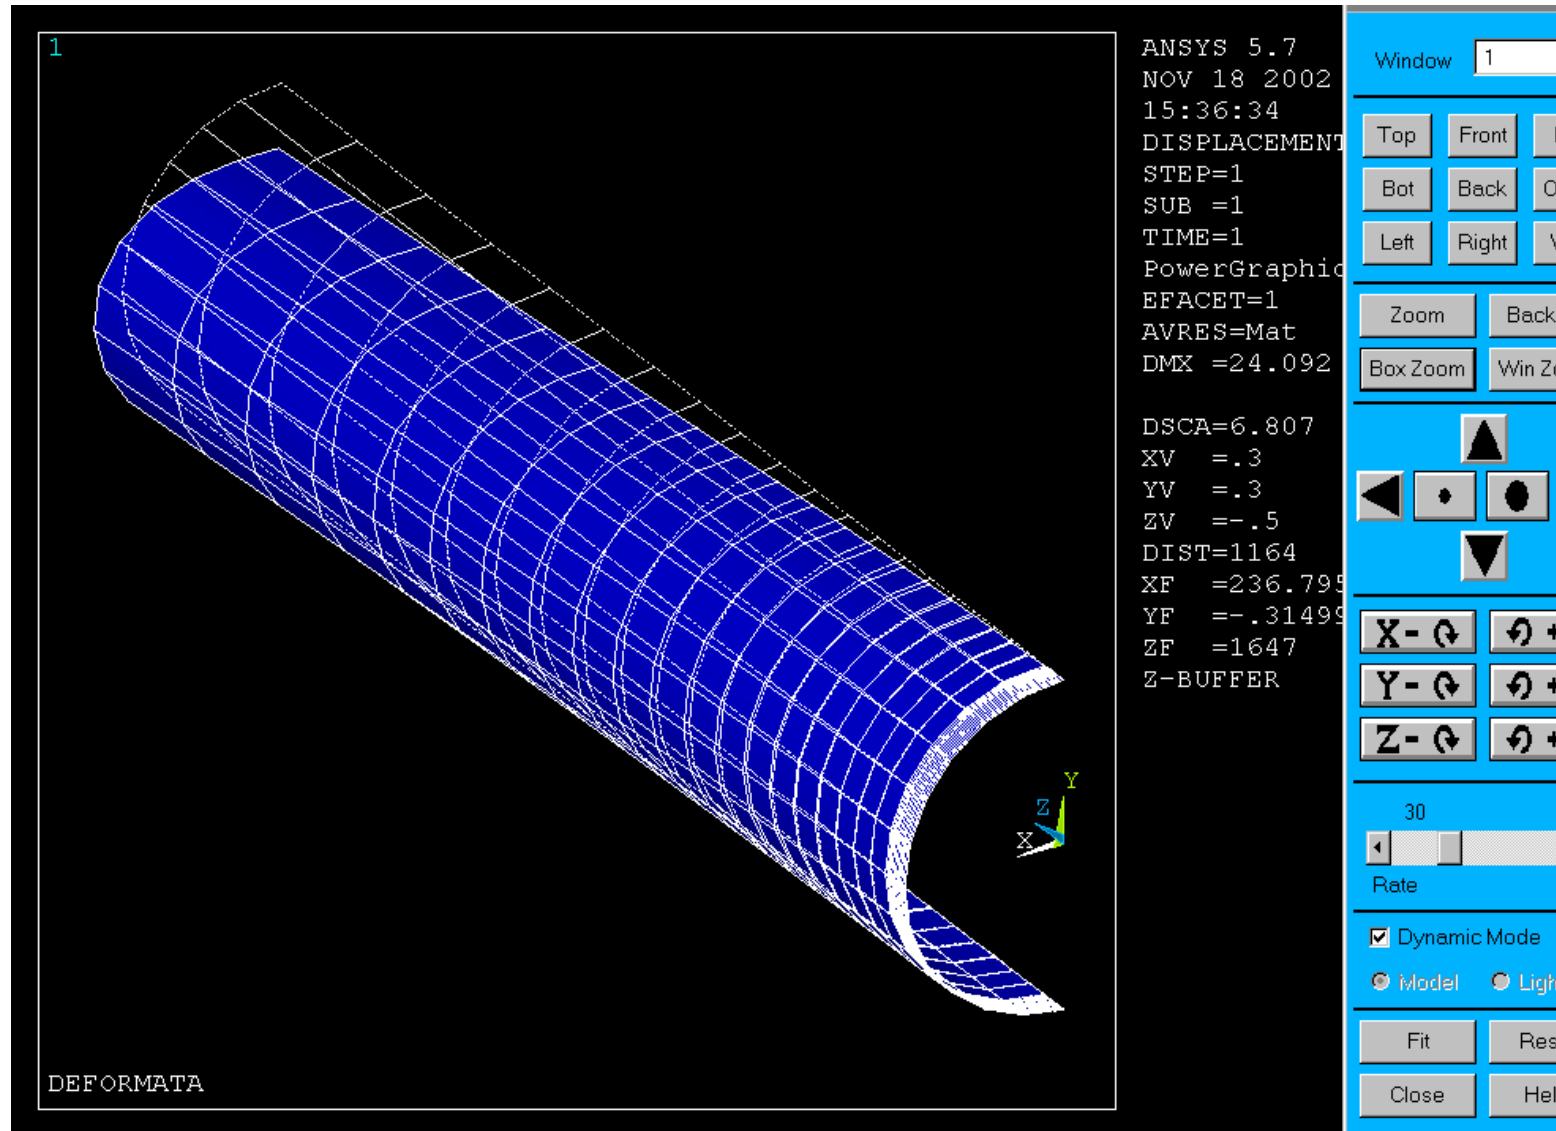 1
ANSYS 5.7
NOV 18 2002
15:36:34
DISPLACEMENT
STEP=1
SUB =1
TIME=1
PowerGraphic
EFACET=1
AVRES=Mat
DMX =24.092
DSCA=6.807
XV =.3
YV =.3
ZV =-.5
DIST=1164
XF =236.795
YF =-.31499
ZF =1647
Z-BUFFER
Y
Z
X
DEFORMATA
Window 1
Top Front
Bot Back
Left Right
Zoom Back
Box Zoom Win Zo
X-
Y-
Z-
30
Rate
Dynamic Mode
Model Ligh
Fit Res
Close Hel